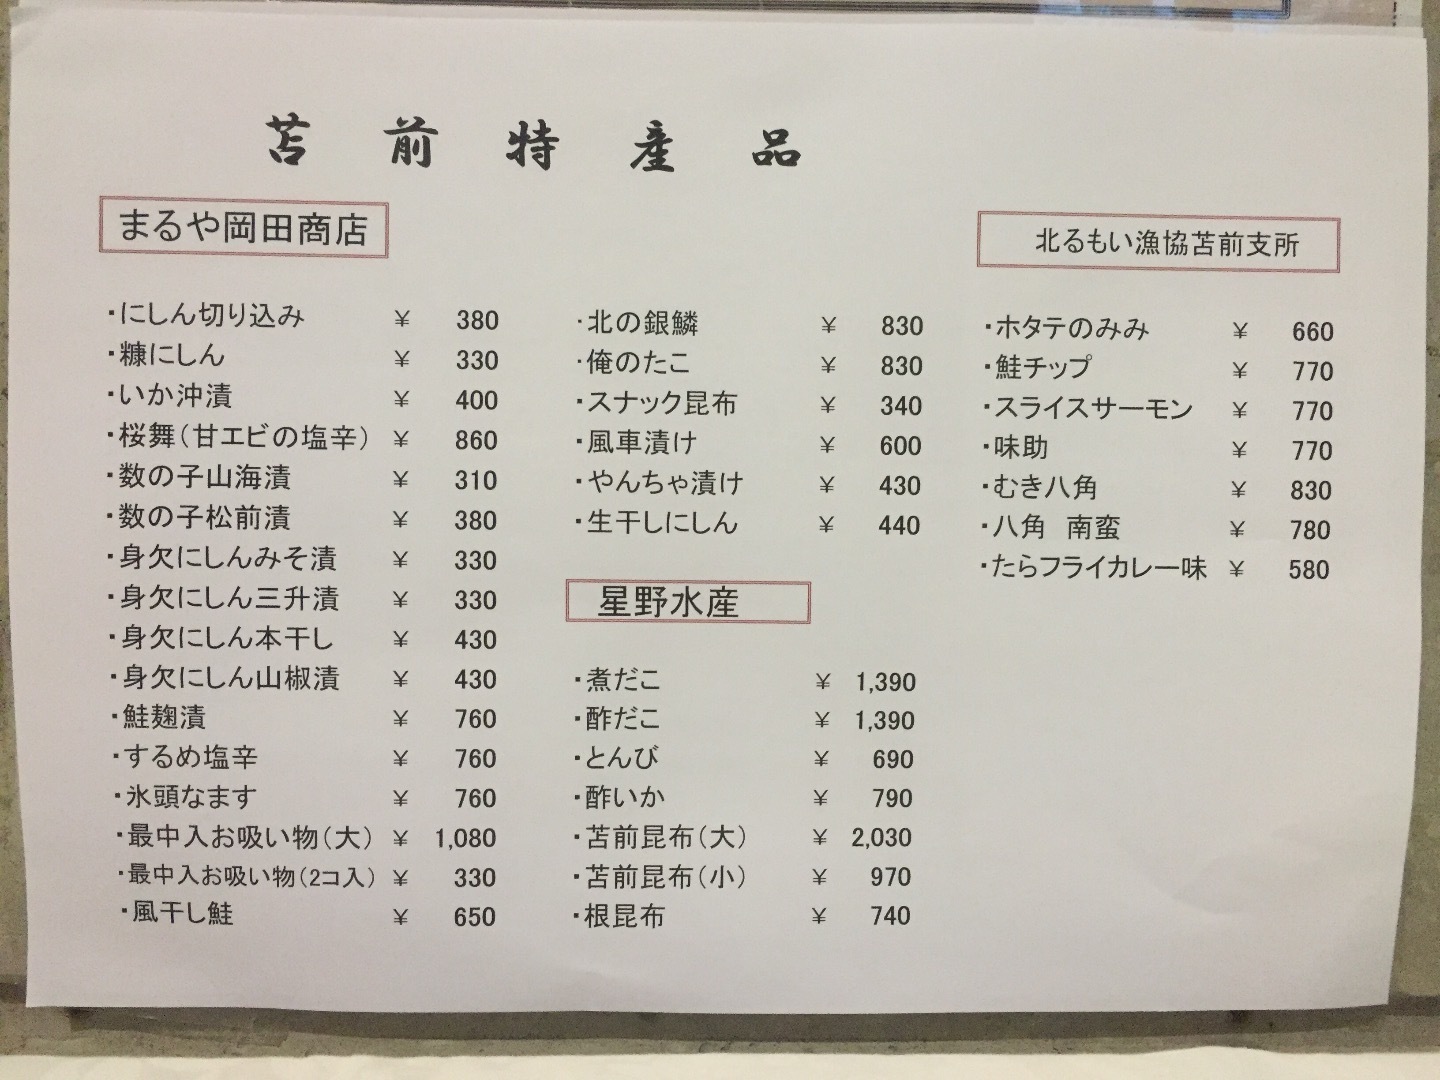 苫前特産品
まるや岡田商店
・にしん切り込み ￥ 380
・糠にしん ￥ 330
・いか沖漬 ￥ 400
・桜舞（甘エビの塩辛） ￥ 860
・数の子山海漬 ￥ 310
・数の子松前漬 ￥ 380
・身欠にしんみそ漬 ￥ 330
・身欠にしん三升漬 ￥ 330
・身欠にしん本干し ￥ 430
・身欠にしん山椒漬 ￥ 430
・鮭麹漬 ￥ 760
・するめ塩辛 ￥ 760
・氷頭なます ￥ 760
・最中入お吸い物（大） ￥ 1,080
・最中入お吸い物（2コ入） ￥ 330
・風干し鮭 ￥ 650
・北の銀鱗 ￥ 830
・俺のたこ ￥ 830
・スナック昆布 ￥ 340
・風車漬け ￥ 600
・やんちゃ漬け ￥ 430
・生干しにしん ￥ 440
星野水産
・煮だこ ￥ 1,390
・酢だこ ￥ 1,390
・とんび ￥ 690
・酢いか ￥ 790
・苫前昆布（大） ￥ 2,030
・苫前昆布（小） ￥ 970
・根昆布 ￥ 740
北るもい漁協苫前支所
・ホタテのみみ ￥ 660
・鮭チップ ￥ 770
・スライスサーモン ￥ 770
・味助 ￥ 770
・むき八角 ￥ 830
・八角　南蛮 ￥ 780
・たらフライカレー味 ￥ 580